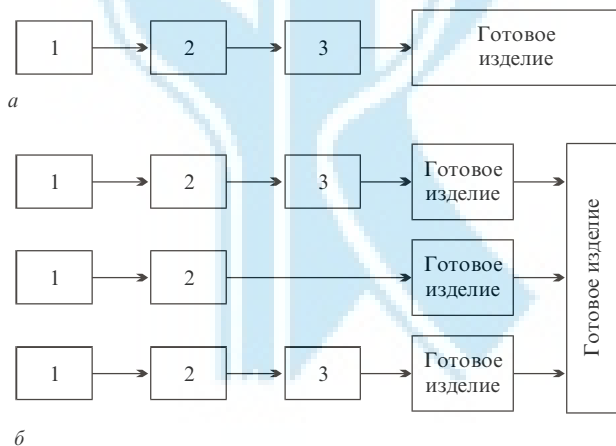 1 2 3 Готовое
изделие
а
1 2 3 Готовое
изделие
1 2 Готовое
изделие
1 2 3 Готовое
изделие
Готовое изделие
б